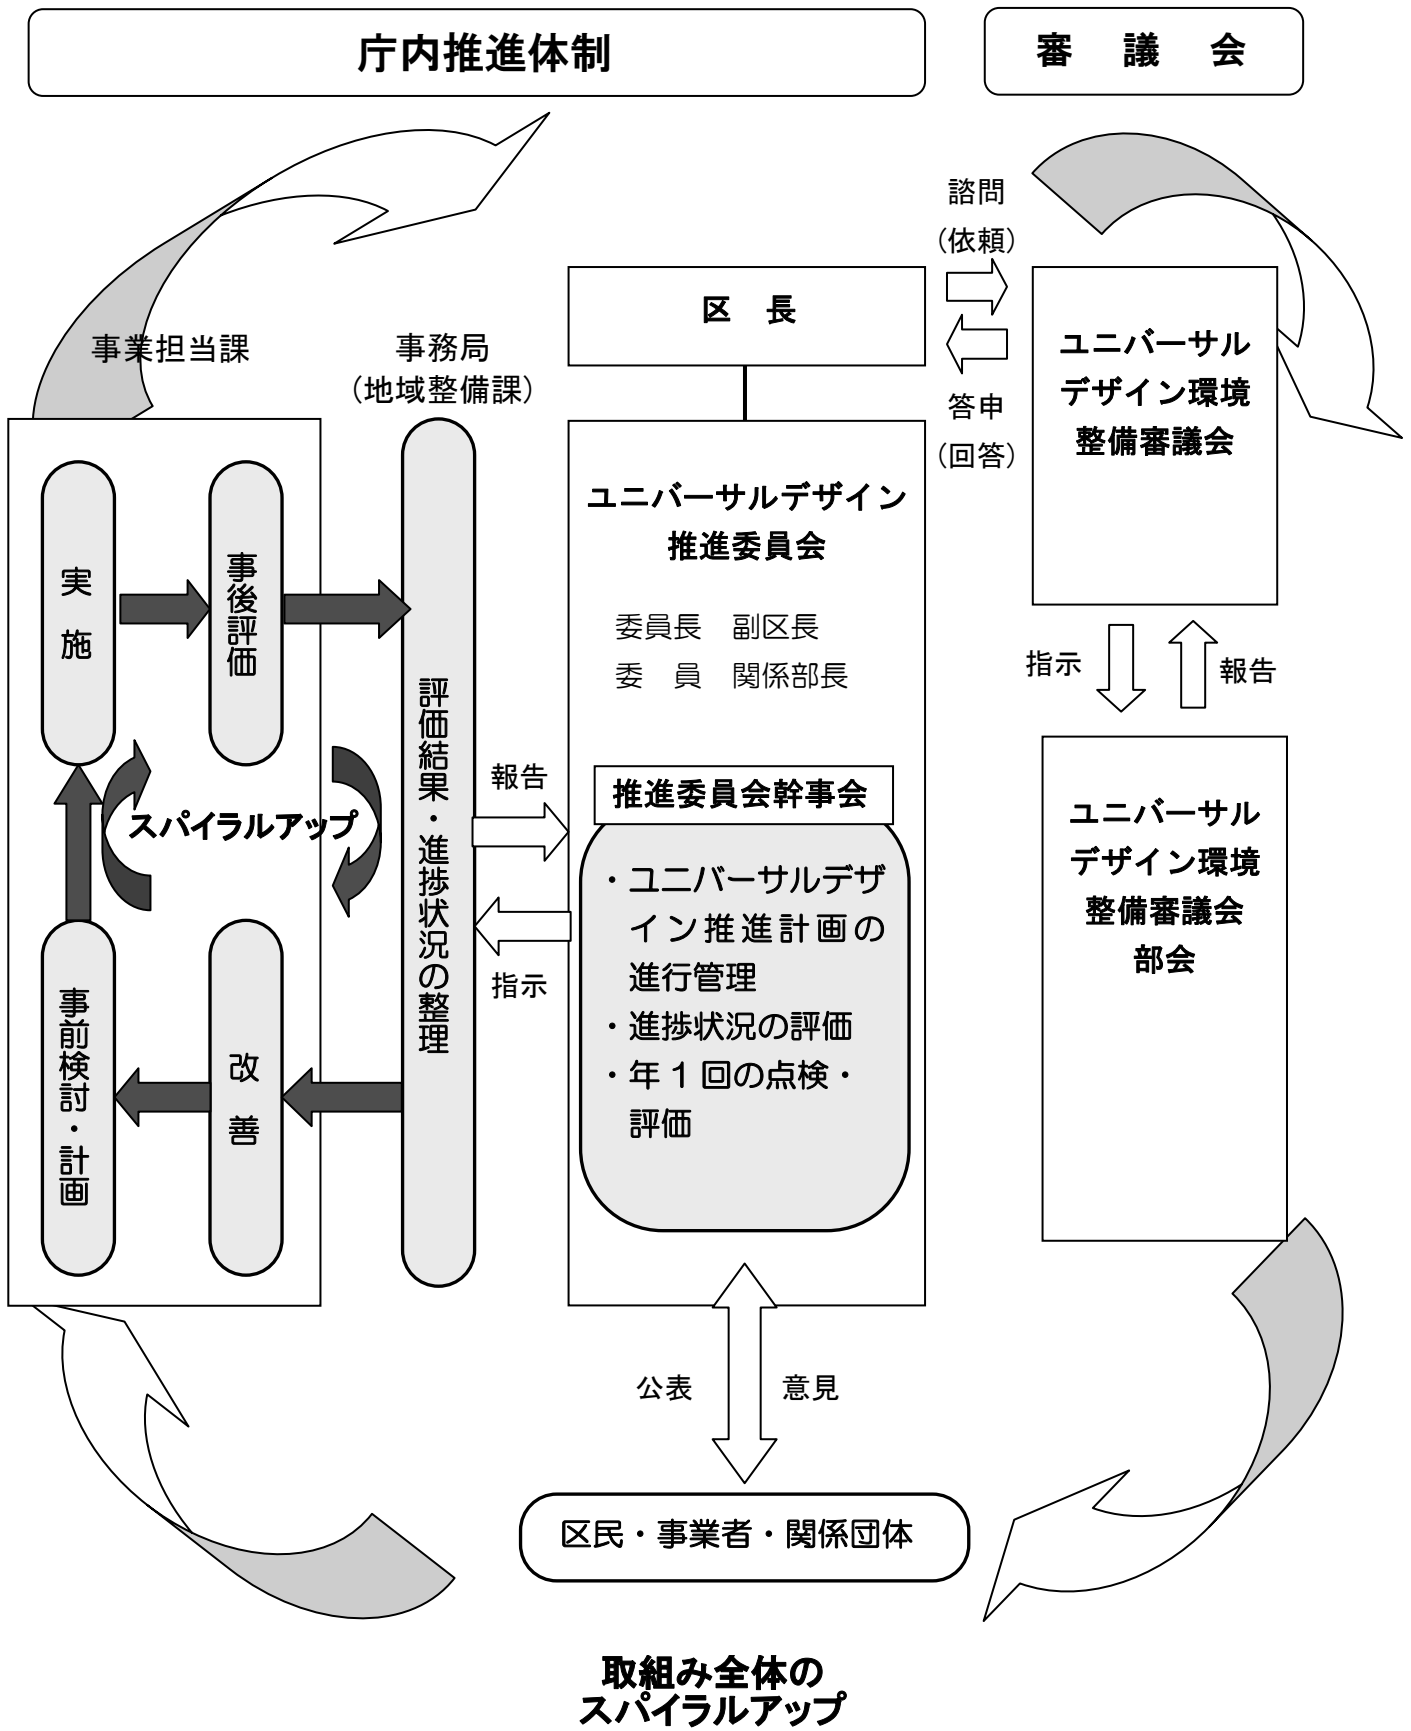 庁内推進体制
審　議　会
諮問
（依頼）
区　長
答申
（回答）
ユニバーサル
デザイン環境
整備審議会
事業担当課
事務局
（地域整備課）
実　施
事後評価
スパイラルアップ
事前検討・計画
改　善
評価結果・進捗状況の整理
報告
指示
ユニバーサルデザイン
推進委員会
委員長　副区長
委　員　関係部長
推進委員会幹事会
・ユニバーサルデザ
イン推進計画の
進行管理
・進捗状況の評価
・年１回の点検・
評価
指示
報告
ユニバーサル
デザイン環境
整備審議会
部会
公表
意見
区民・事業者・関係団体
取組み全体の
スパイラルアップ